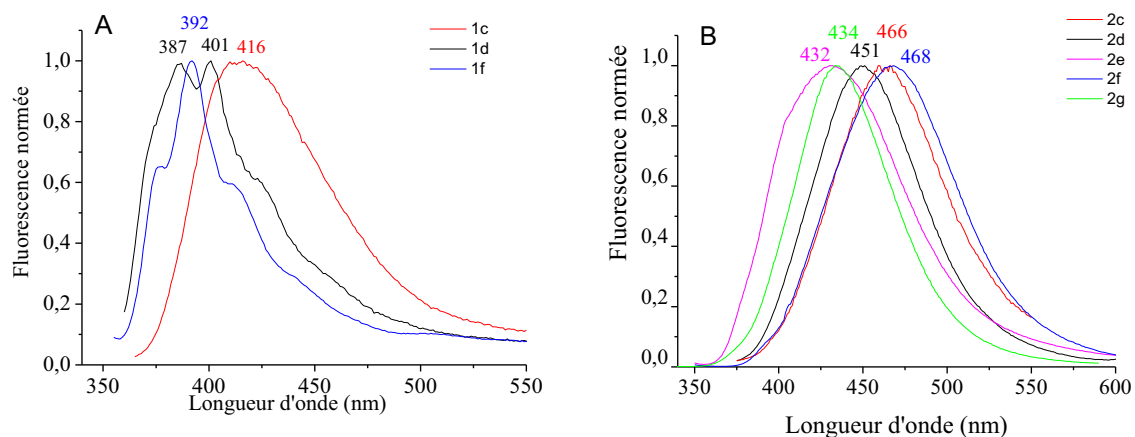 A
392
387
401
416
1c
1d
1f
1,0
0,8
0,6
0,4
0,2
0,0
Fluorescence normée
350
400
450
500
550
Longueur d'onde (nm)
B
434
466
432
451
468
2c
2d
2e
2f
2g
1,0
0,8
0,6
0,4
0,2
0,0
Fluorescence normée
350
400
450
500
550
600
Longueur d'onde (nm)